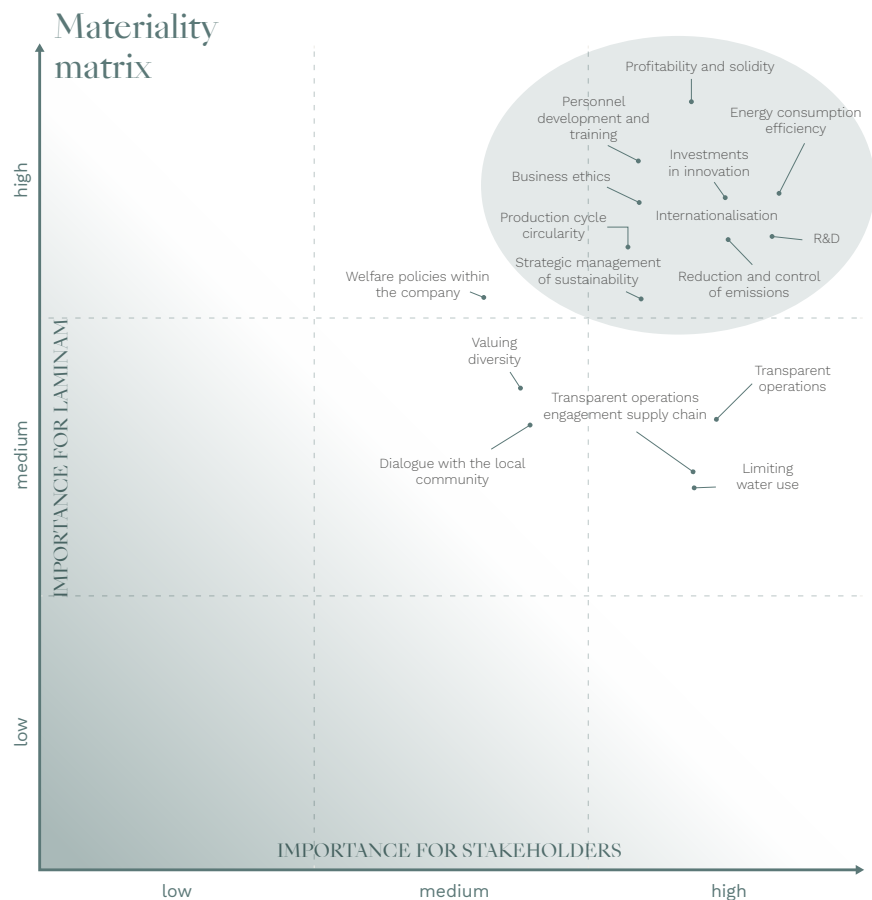 Materiality
matrix
Profitability and solidity
Personnel
development and
training
Energy consumption
efficiency
Investments
in innovation
Business ethics
Production cycle
circularity
Internationalisation
R&D
Strategic management
of sustainability
Reduction and control
of emissions
Welfare policies within
the company
Valuing
diversity
Transparent
operations
Transparent operations
engagement supply chain
Dialogue with the local
community
Limiting
water use
high
medium
low
IMPORTANCE FOR LAMINAM
IMPORTANCE FOR STAKEHOLDERS
low
medium
high